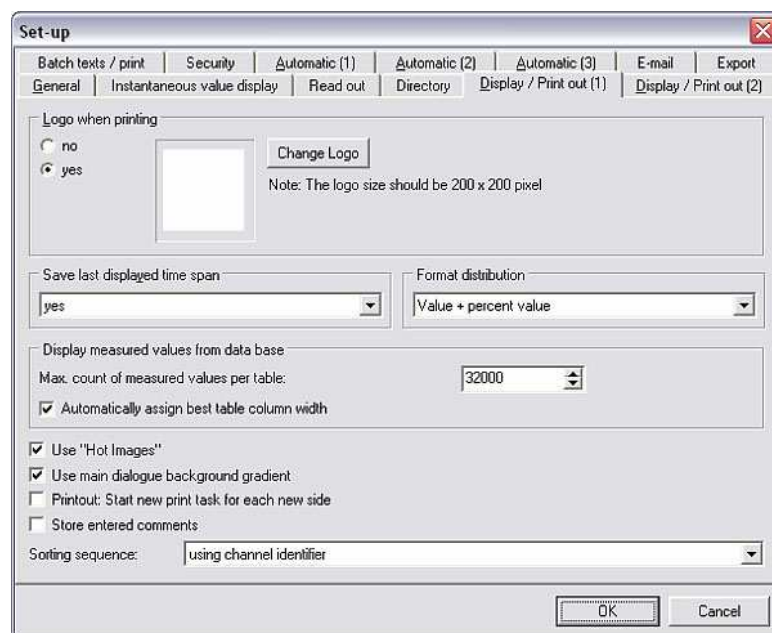 Set-up
Batch texts / print Security Automatic (1) Automatic (2) Automatic (3) E-mail Export
General Instantaneous value display Read out Directory Display / Print out (1) Display / Print out (2)
Logo when printing
no
yes
Change Logo
Note: The logo size should be 200 x 200 pixel
Save last displayed time span
yes
Format distribution
Value + percent value
Display measured values from data base
Max. count of measured values per table: 32000
Automatically assign best table column width
Use "Hot Images"
Use main dialogue background gradient
Printout: Start new print task for each new side
Store entered comments
Sorting sequence: using channel identifier
OK Cancel